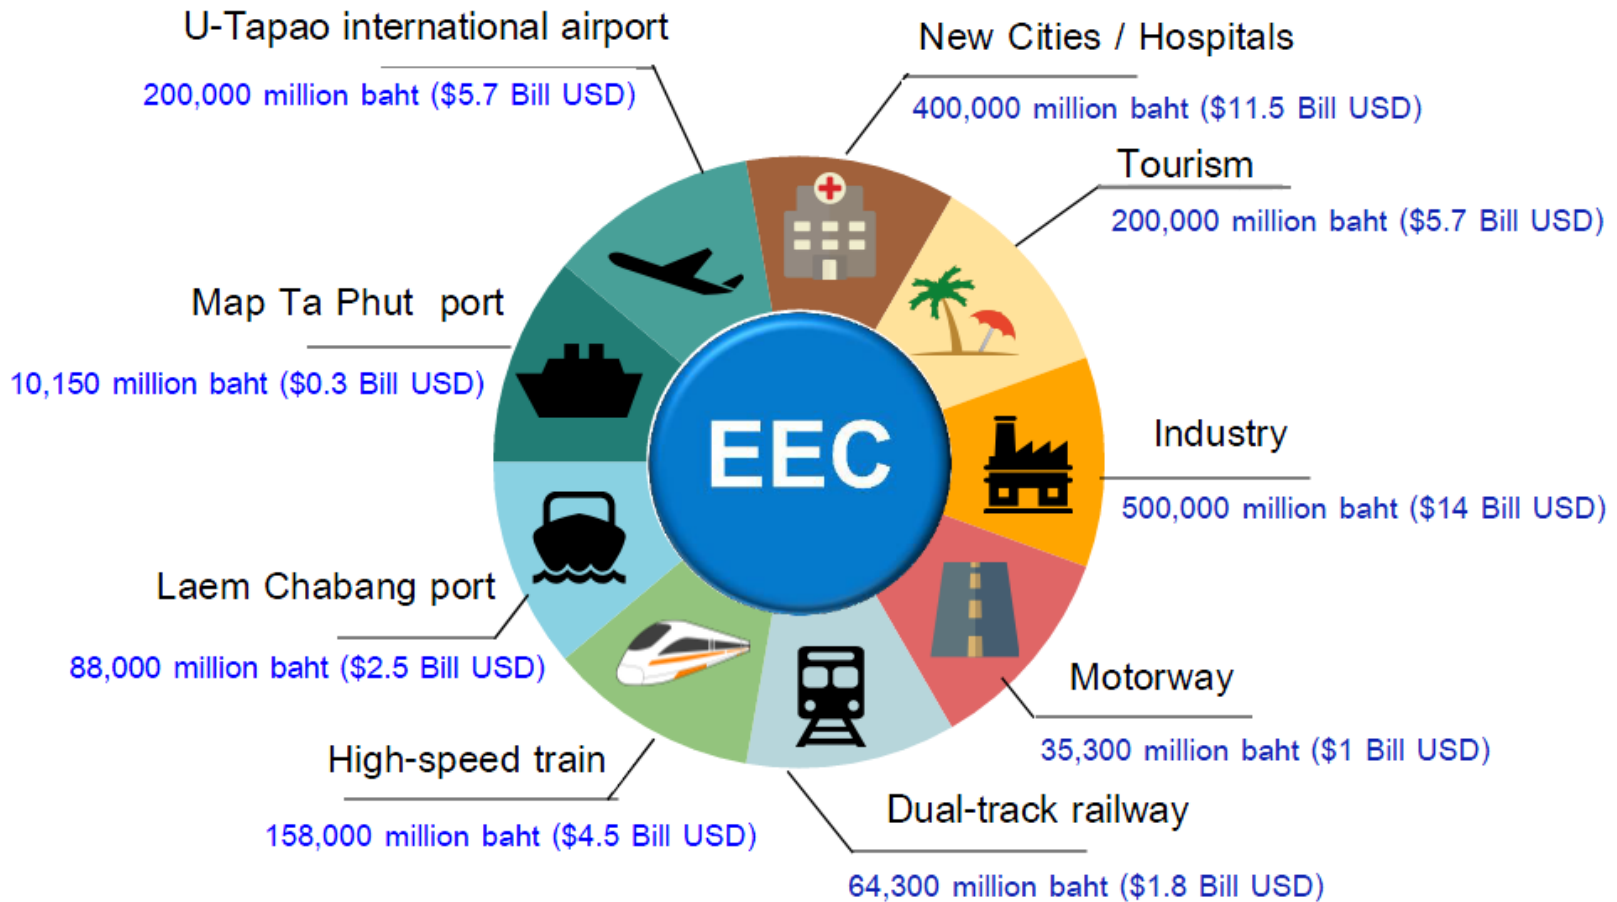 U-Tapao international airport
200,000 million baht ($5.7 Bill USD)
New Cities / Hospitals
400,000 million baht ($11.5 Bill USD)
Tourism
200,000 million baht ($5.7 Bill USD)
Map Ta Phut port
10,150 million baht ($0.3 Bill USD)
EEC
Industry
500,000 million baht ($14 Bill USD)
Laem Chabang port
88,000 million baht ($2.5 Bill USD)
Motorway
35,300 million baht ($1 Bill USD)
High-speed train
158,000 million baht ($4.5 Bill USD)
Dual-track railway
64,300 million baht ($1.8 Bill USD)